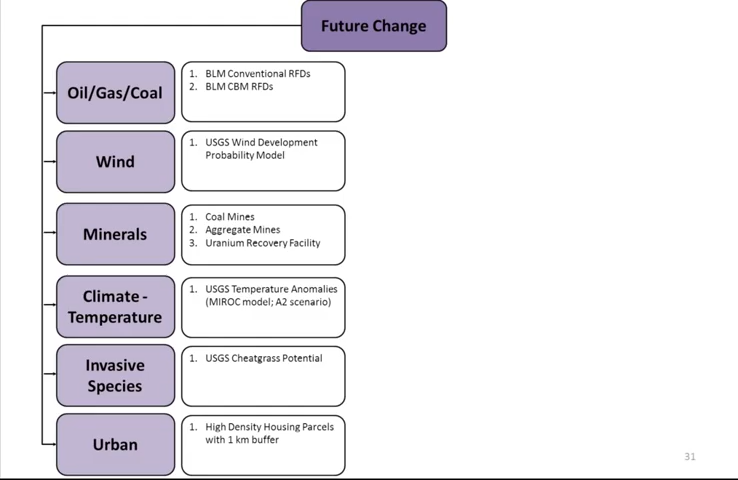 Future Change
Oil/Gas/Coal
1. BLM Conventional RFDs
2. BLM CBM RFDs
Wind
1. USGS Wind Development
Probability Model
Minerals
1. Coal Mines
2. Aggregate Mines
3. Uranium Recovery Facility
Climate -
Temperature
1. USGS Temperature Anomalies
(MIROC model; A2 scenario)
Invasive
Species
1. USGS Cheatgrass Potential
Urban
1. High Density Housing Parcels
with 1 km buffer
31